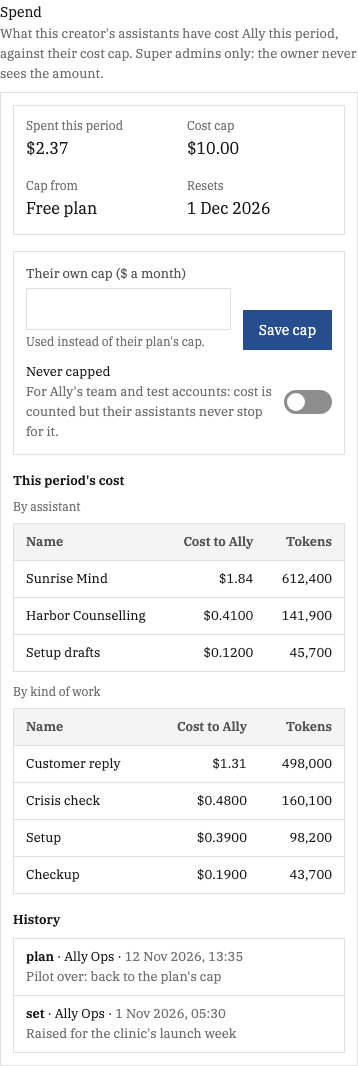 Spend
What this creator's assistants have cost Ally this period,
against their cost cap. Super admins only: the owner never
sees the amount.
Spent this period
Cost cap
$2.37
$10.00
Cap from
Resets
Free plan
1 Dec 2026
Their own cap ($ a month)
Save cap
Used instead of their plan's cap.
Never capped
For Ally's team and test accounts: cost is
counted but their assistants never stop
for it.
This period's cost
By assistant
Name Cost to Ally Tokens
Sunrise Mind $1.84 612,400
Harbor Counselling $0.4100 141,900
Setup drafts $0.1200 45,700
By kind of work
Name Cost to Ally Tokens
Customer reply $1.31 498,000
Crisis check $0.4800 160,100
Setup $0.3900 98,200
Checkup $0.1900 43,700
History
plan · Ally Ops · 12 Nov 2026, 13:35
Pilot over: back to the plan's cap
set · Ally Ops · 1 Nov 2026, 05:30
Raised for the clinic's launch week